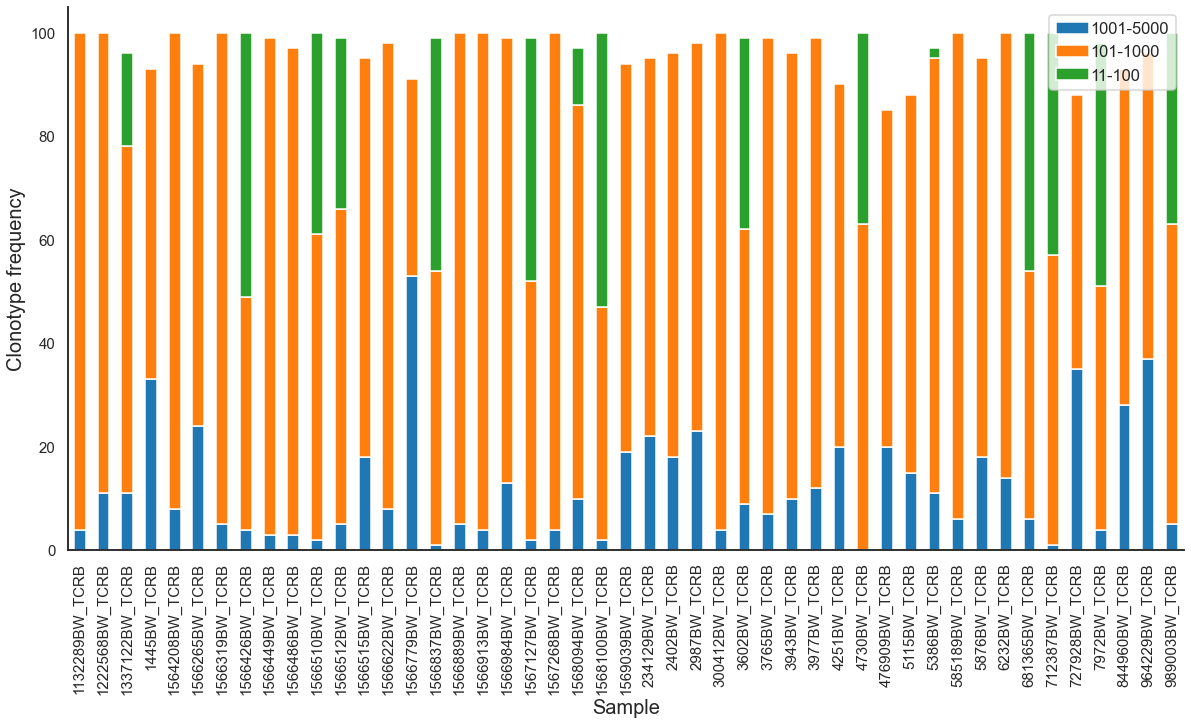 1001-5000
101-1000
11-100
Clonotype frequency
100
80
60
40
20
0
1132289BW_TCRB
1222568BW_TCRB
1337122BW_TCRB
1445BW_TCRB
1564208BW_TCRB
1566265BW_TCRB
1566319BW_TCRB
1566426BW_TCRB
1566449BW_TCRB
1566486BW_TCRB
1566510BW_TCRB
1566512BW_TCRB
1566515BW_TCRB
1566622BW_TCRB
1566779BW_TCRB
1566837BW_TCRB
1566889BW_TCRB
1566913BW_TCRB
1566984BW_TCRB
1567127BW_TCRB
1567268BW_TCRB
1568094BW_TCRB
1568100BW_TCRB
1569039BW_TCRB
234129BW_TCRB
2402BW_TCRB
2987BW_TCRB
300412BW_TCRB
3602BW_TCRB
3765BW_TCRB
3943BW_TCRB
3977BW_TCRB
4251BW_TCRB
4730BW_TCRB
476909BW_TCRB
5115BW_TCRB
5386BW_TCRB
585189BW_TCRB
5876BW_TCRB
6232BW_TCRB
681365BW_TCRB
712387BW_TCRB
727928BW_TCRB
7972BW_TCRB
844960BW_TCRB
964229BW_TCRB
989003BW_TCRB
Sample